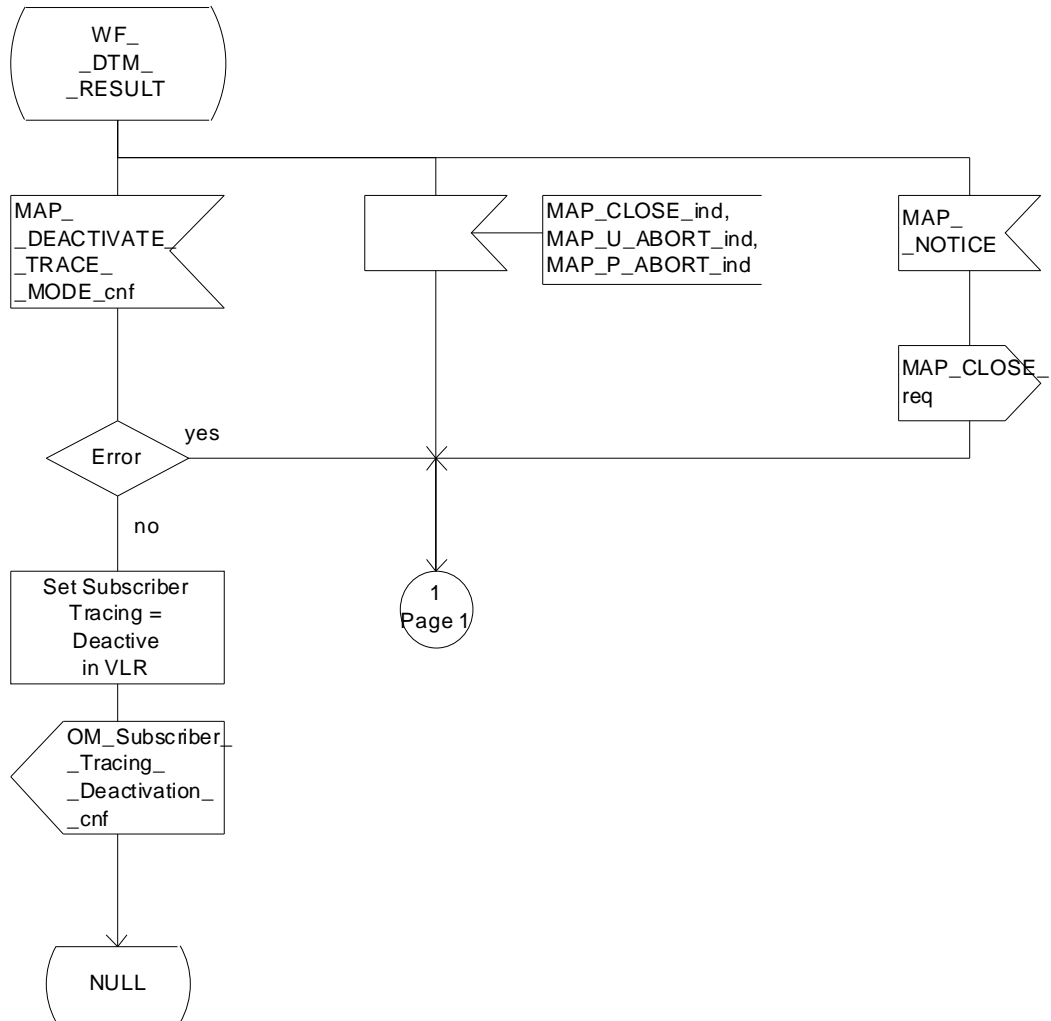 WF_
_DTM_
_RESULT
MAP_
_DEACTIVATE_
_TRACE_
_MODE_cnf
MAP_CLOSE_ind,
MAP_U_ABORT_ind,
MAP_P_ABORT_ind
MAP_
_NOTICE
MAP_CLOSE_
req
yes
Error
no
Set Subscriber
Tracing =
Deactive
in VLR
1
Page 1
OM_Subscriber_
_Tracing_
_Deactivation_
_cnf
NULL